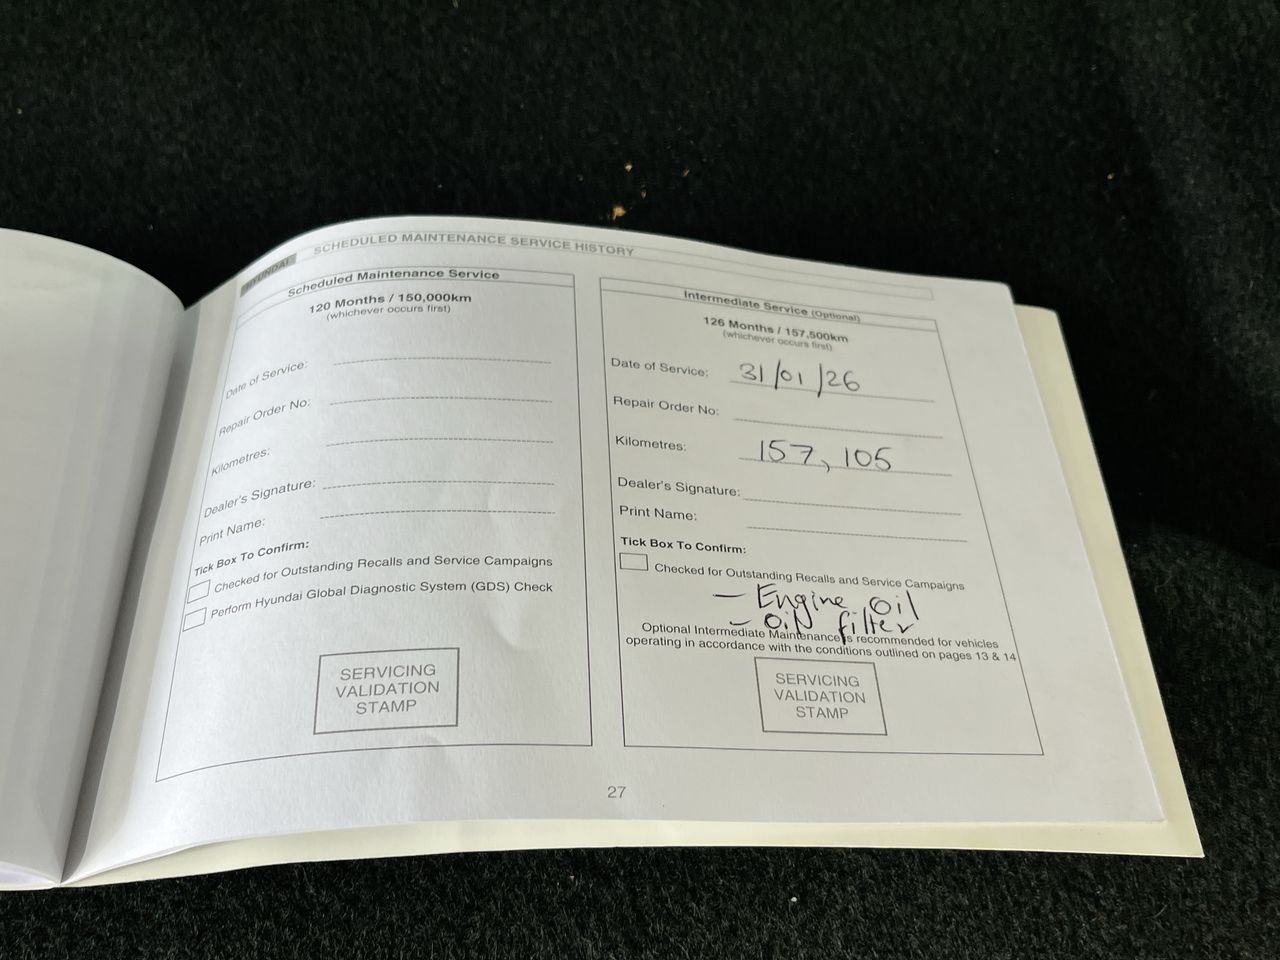 HYUNDAI SCHEDULED MAINTENANCE SERVICE HISTORY
Scheduled Maintenance Service
120 Months / 150,000km
(whichever occurs first)
Date of Service:
Repair Order No:
Kilometres:
Dealer's Signature:
Print Name:
Tick Box To Confirm:
Checked for Outstanding Recalls and Service Campaigns
Perform Hyundai Global Diagnostic System (GDS) Check
SERVICING
VALIDATION
STAMP
Intermediate Service (Optional)
126 Months / 157,500km
(whichever occurs first)
Date of Service: 31/01/26
Repair Order No:
Kilometres: 157,105
Dealer's Signature:
Print Name:
Tick Box To Confirm:
Checked for Outstanding Recalls and Service Campaigns
- Engine Oil
- Oil filter
Optional Intermediate Maintenance is recommended for vehicles
operating in accordance with the conditions outlined on pages 13 & 14
SERVICING
VALIDATION
STAMP
27